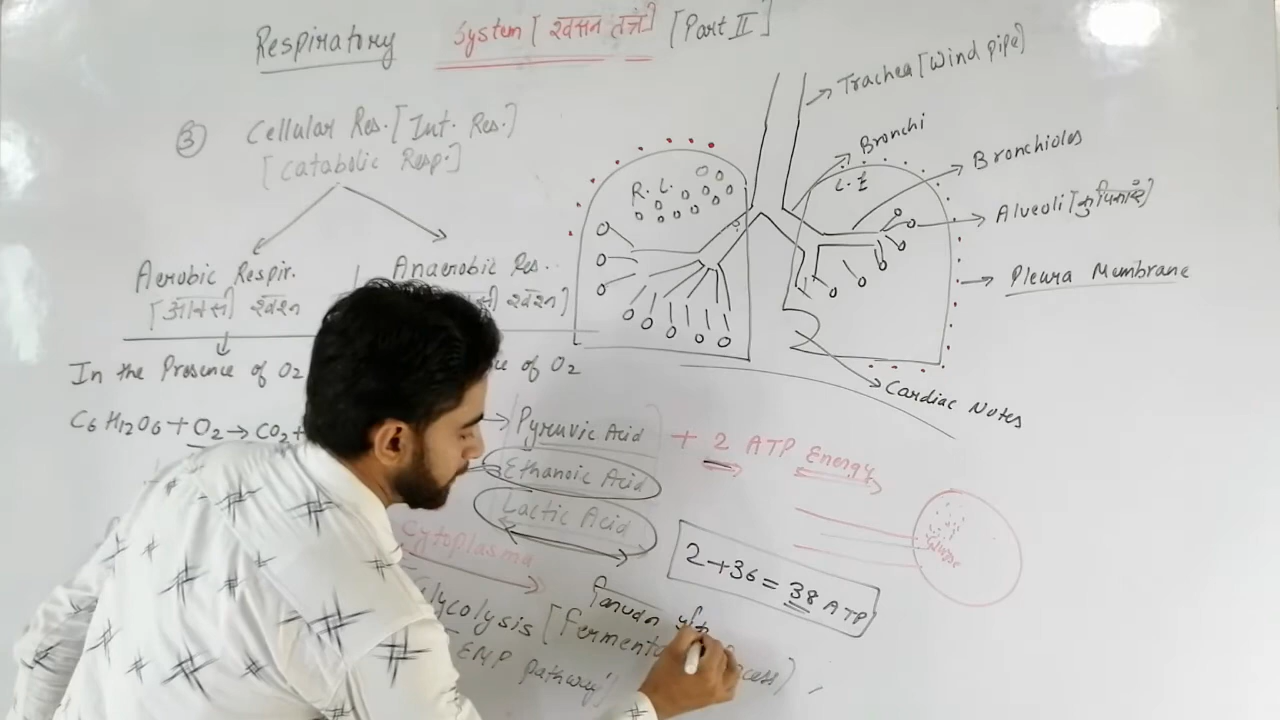 Respiratory System [श्वसन तंत्र] [Part II]
③ Cellular Res. [Int. Res.]
[Catabolic Resp.]
Aerobic Respir.
श्वसन
Anaerobic Res.
In the Presence of O2
of O2
C6H12O6 + O2 → CO2 +
Pyruvic Acid
+ 2 ATP Energy
Ethanoic Acid
Lactic Acid
Cytoplasma
2+36 = 38 ATP
Glycolysis [Fermenta
EMP pathway]
Trachea [Wind pipe]
Bronchi
Bronchioles
R. L.
Alveoli [कूपिकाएं]
Pleura Membrane
Cardiac Notes